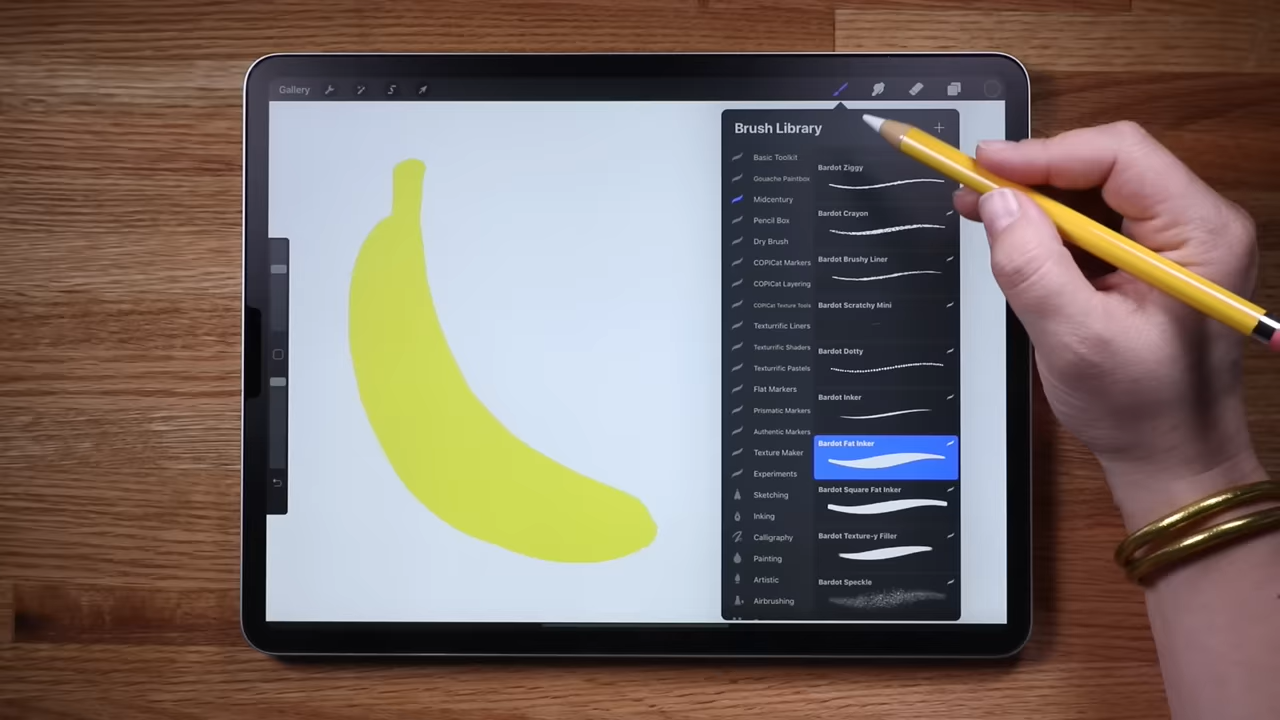 Gallery
Brush Library
Basic Toolkit
Gouache Paintbox
Midcentury
Pencil Box
Dry Brush
COPICat Markers
COPICat Layering
COPICat Texture Tools
Texturrific Liners
Texturrific Shaders
Texturrific Pastels
Flat Markers
Prismatic Markers
Authentic Markers
Texture Maker
Experiments
Sketching
Inking
Calligraphy
Painting
Artistic
Airbrushing
Bardot Ziggy
Bardot Crayon
Bardot Brushy Liner
Bardot Scratchy Mini
Bardot Dotty
Bardot Inker
Bardot Fat Inker
Bardot Square Fat Inker
Bardot Texture-y Filler
Bardot Speckle